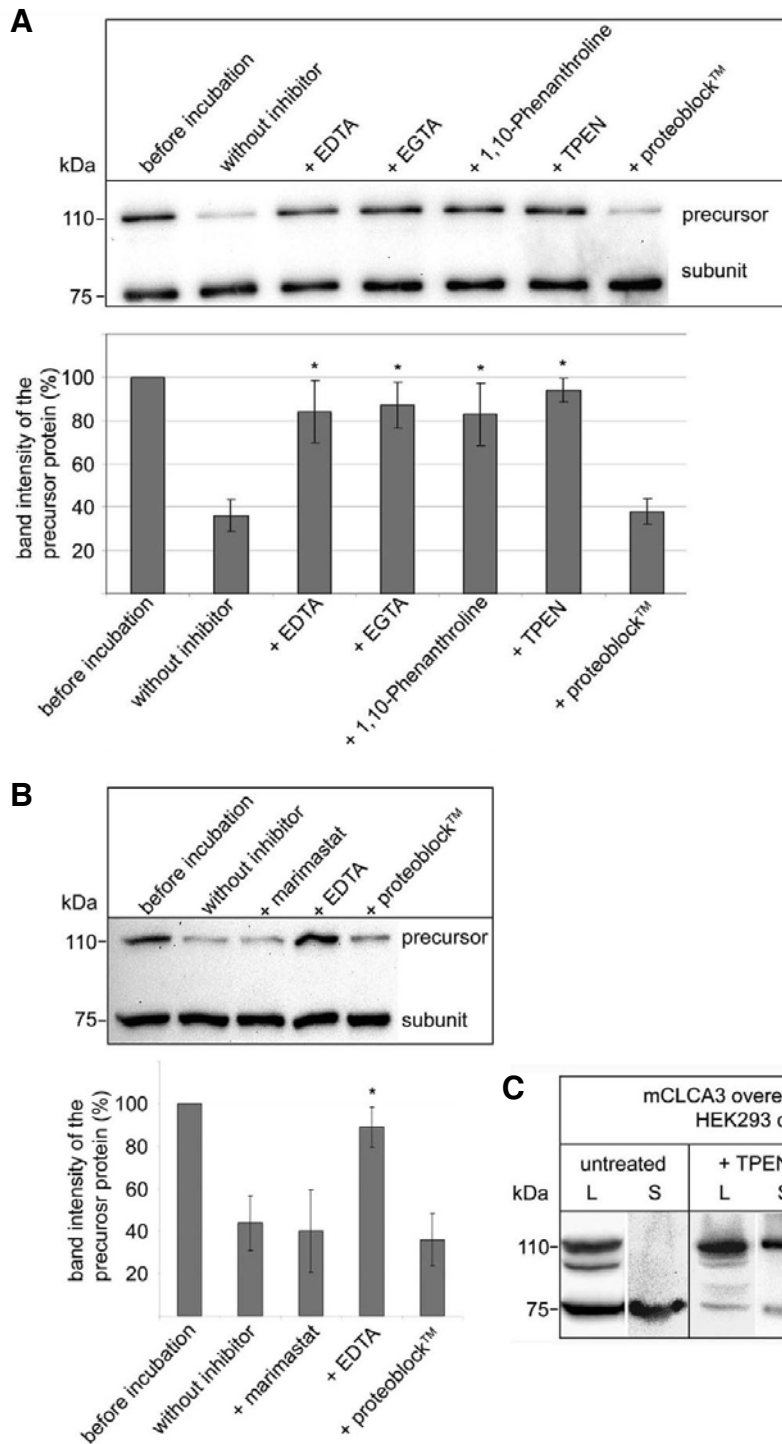 A
before incubation
without inhibitor
+ EDTA
+ EGTA
+ 1,10-Phenanthroline
+ TPEN
+ proteoblock™
kDa
110
precursor
75
subunit
band intensity of the
precursor protein (%)
100
80
60
40
20
*
*
*
*
before incubation
without inhibitor
+ EDTA
+ EGTA
+ 1,10-Phenanthroline
+ TPEN
+ proteoblock™
B
before incubation
without inhibitor
+ marimastat
+ EDTA
+ proteoblock™
kDa
110
precursor
75
subunit
band intensity of the
precurosr protein (%)
100
80
60
40
20
*
before incubation
without inhibitor
+ marimastat
+ EDTA
+ proteoblock™
C
mCLCA3 overe
HEK293 c
untreated
+ TPEN
kDa
L
S
L
S
110
75